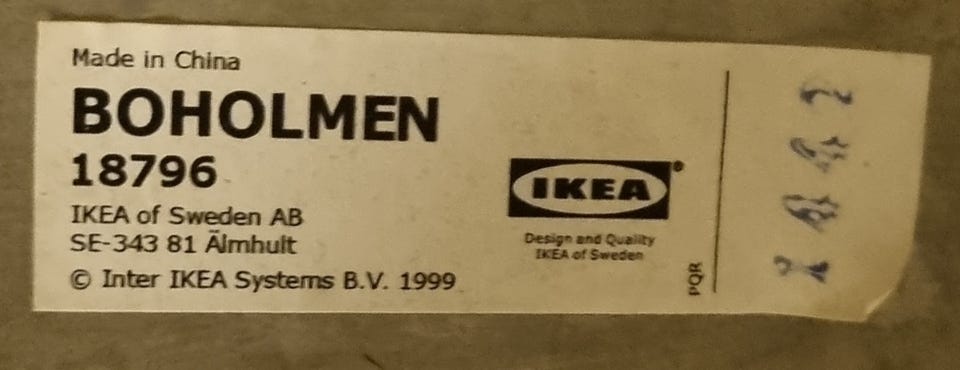 Made in China
BOHOLMEN
18796
IKEA of Sweden AB
SE-343 81 Älmhult
© Inter IKEA Systems B.V. 1999
IKEA®
Design and Quality
IKEA of Sweden
PQR